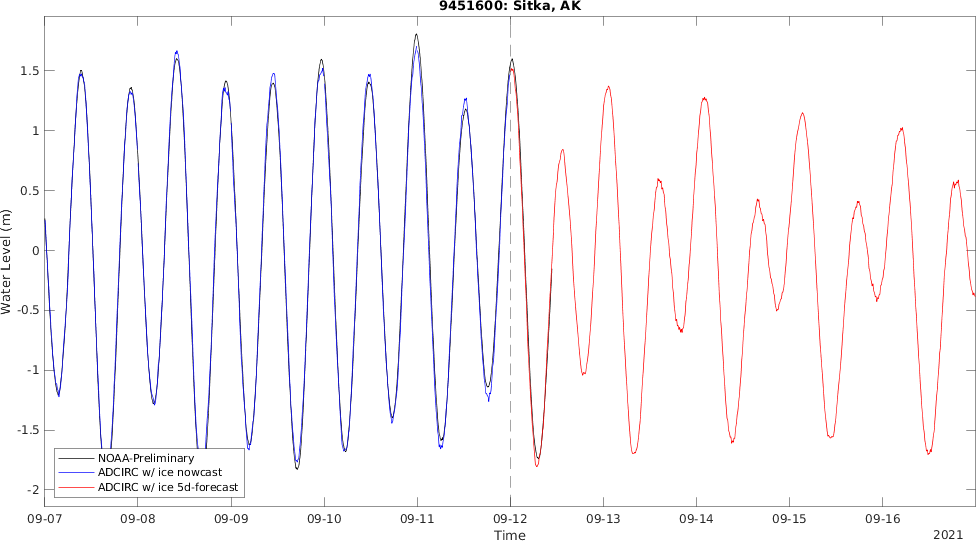 9451600: Sitka, AK
1.5
1
0.5
0
-0.5
-1
-1.5
-2
Water Level (m)
NOAA-Preliminary
ADCIRC w/ ice nowcast
ADCIRC w/ ice 5d-forecast
09-07 09-08 09-09 09-10 09-11 09-12 09-13 09-14 09-15 09-16
Time
2021